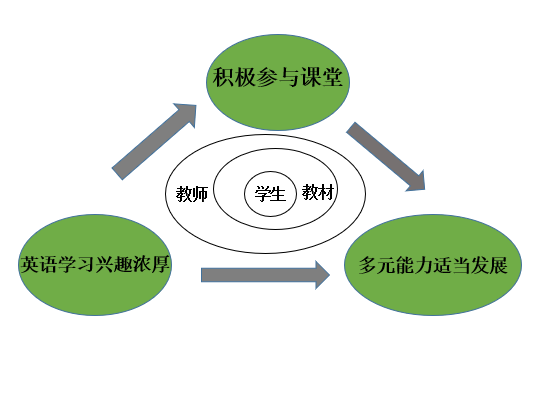 积极参与课堂
教师
学生
教材
英语学习兴趣浓厚
多元能力适当发展